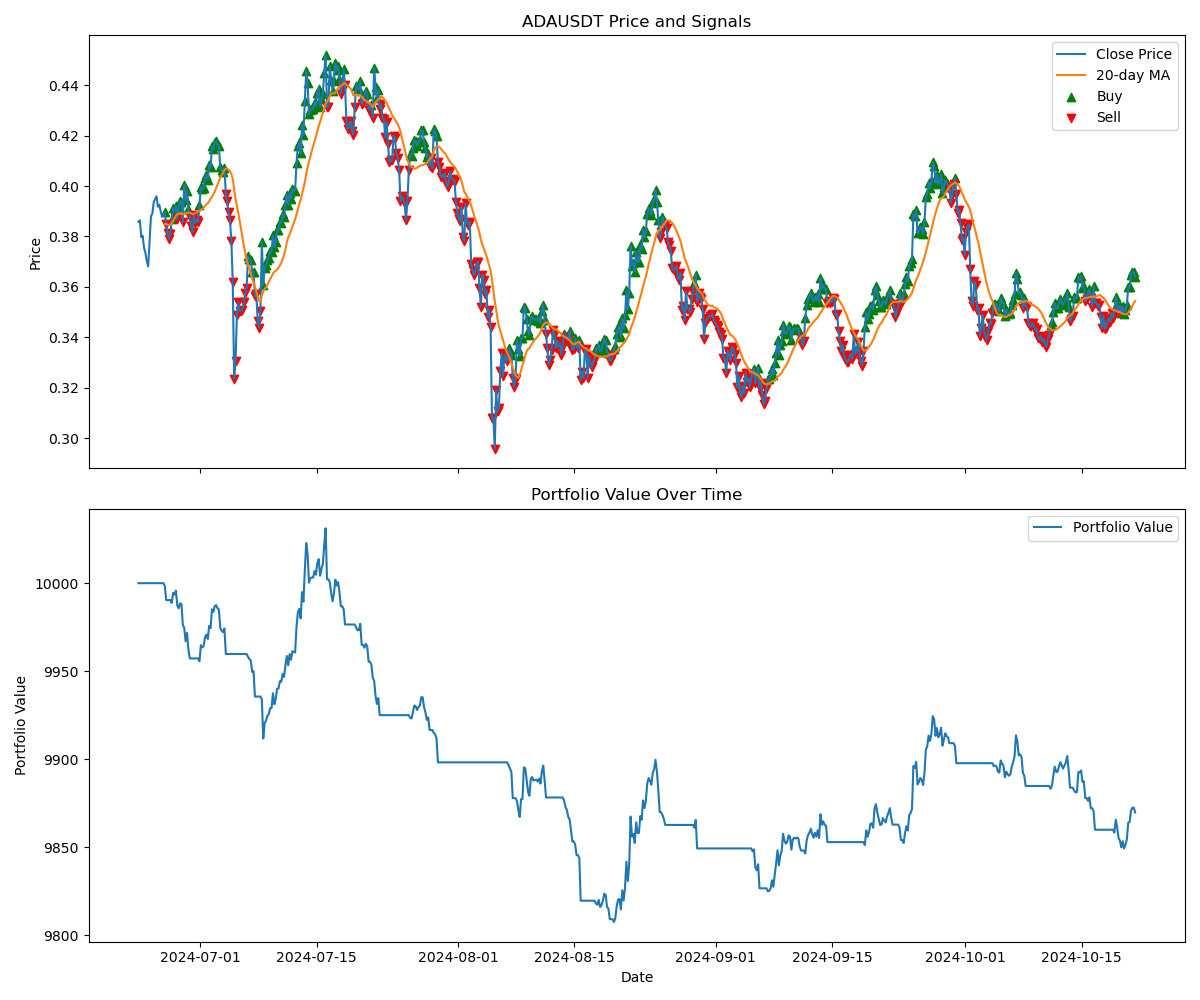 ADAUSDT Price and Signals
Close Price
20-day MA
Buy
Sell
Price
0.44
0.42
0.40
0.38
0.36
0.34
0.32
0.30
Portfolio Value Over Time
Portfolio Value
Portfolio Value
10000
9950
9900
9850
9800
2024-07-01 2024-07-15 2024-08-01 2024-08-15 2024-09-01 2024-09-15 2024-10-01 2024-10-15
Date